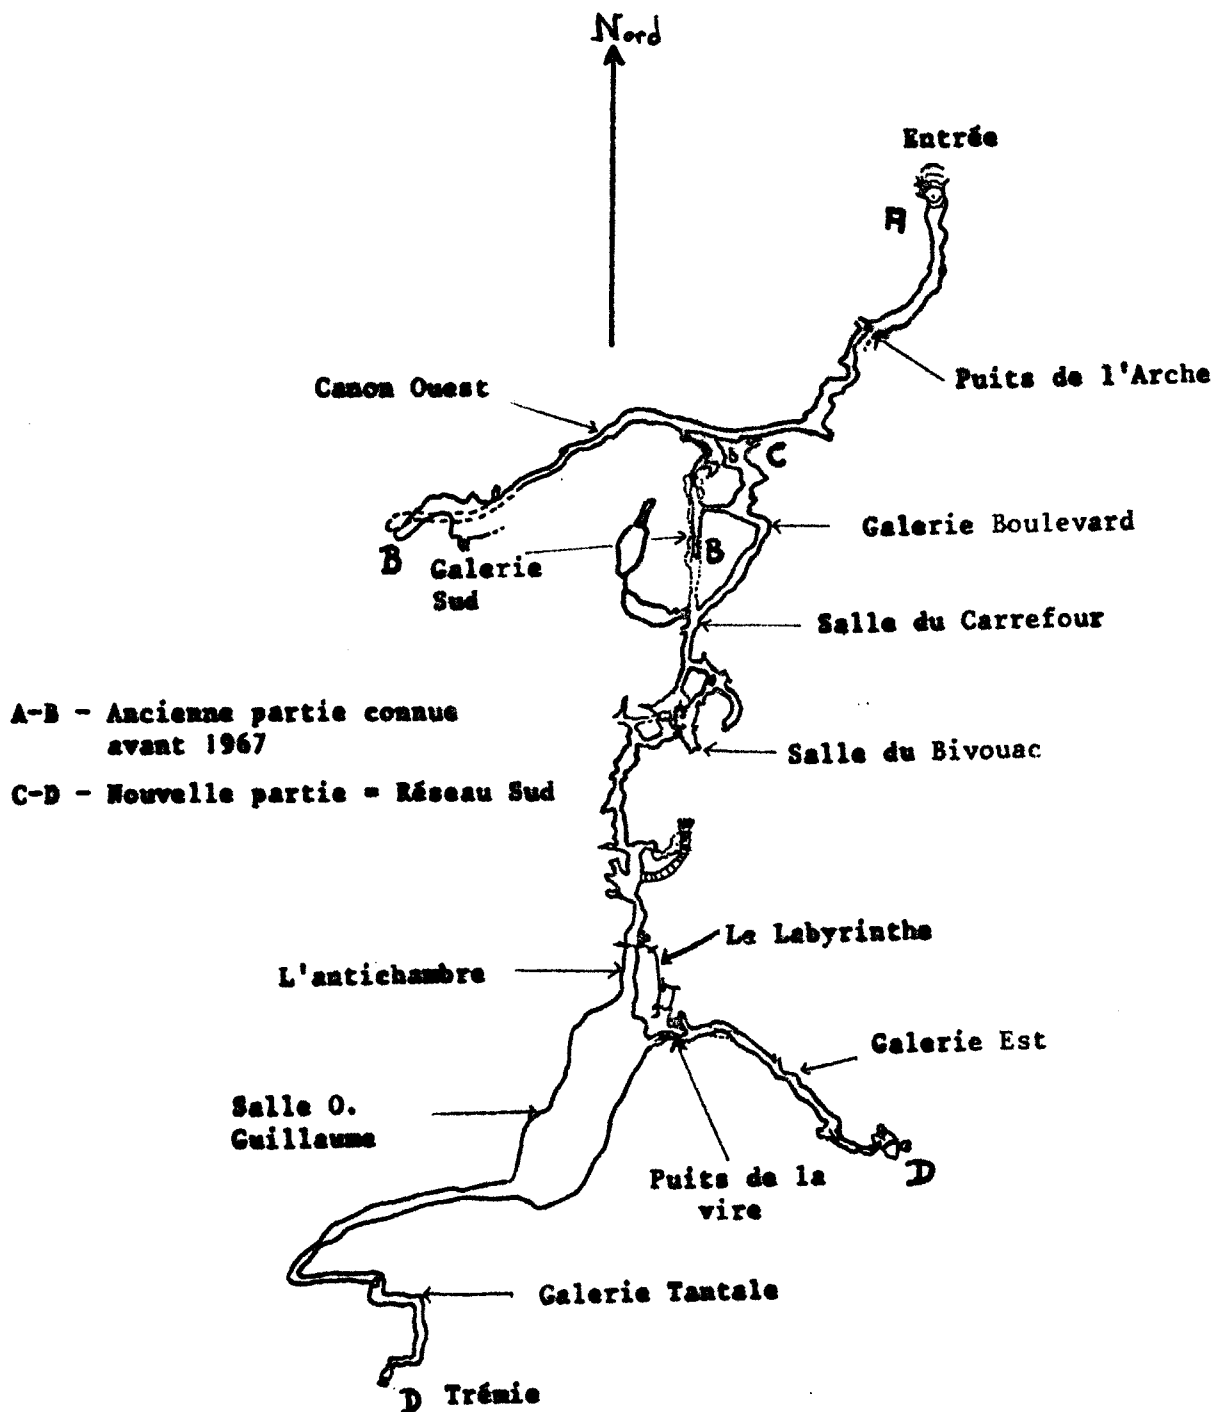 Nord
Entrée
A
Puits de l'Arche
Canon Ouest
b
C
Galerie Boulevard
B
B
Galerie
Sud
Salle du Carrefour
A-B - Ancienne partie connue
avant 1967
Salle du Bivouac
C-D - Nouvelle partie = Réseau Sud
Le Labyrinthe
L'antichambre
Galerie Est
Salle O.
Guillaume
Puits de la
vire
D
Galerie Tantale
D Trémie